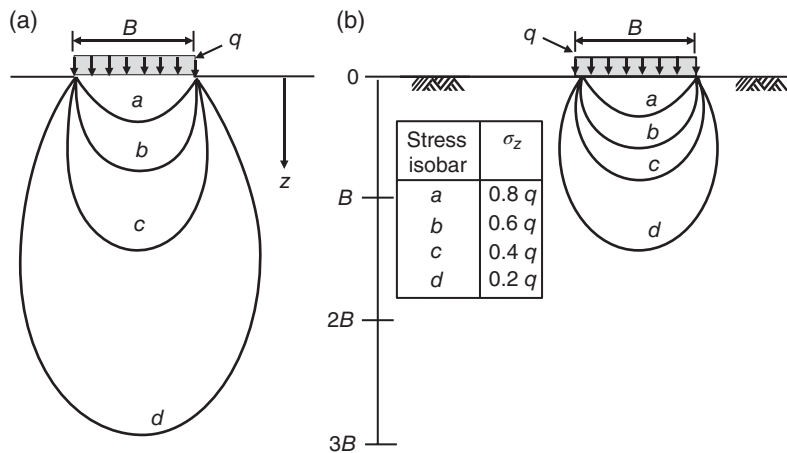 (a)
B
q
a
b
c
d
z
(b)
q
B
0
B
2B
3B
Stress isobar σz
a 0.8 q
b 0.6 q
c 0.4 q
d 0.2 q
a
b
c
d